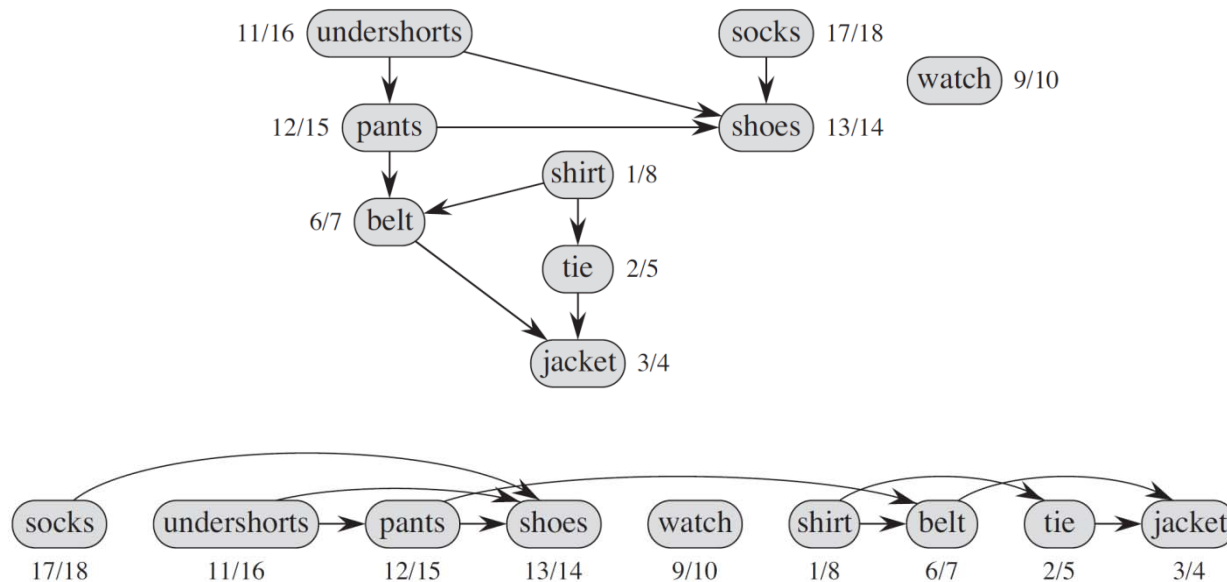 11/16 undershorts socks 17/18
watch 9/10
12/15 pants shoes 13/14
shirt 1/8
6/7 belt
tie 2/5
jacket 3/4
socks undershorts pants shoes watch shirt belt tie jacket
17/18 11/16 12/15 13/14 9/10 1/8 6/7 2/5 3/4